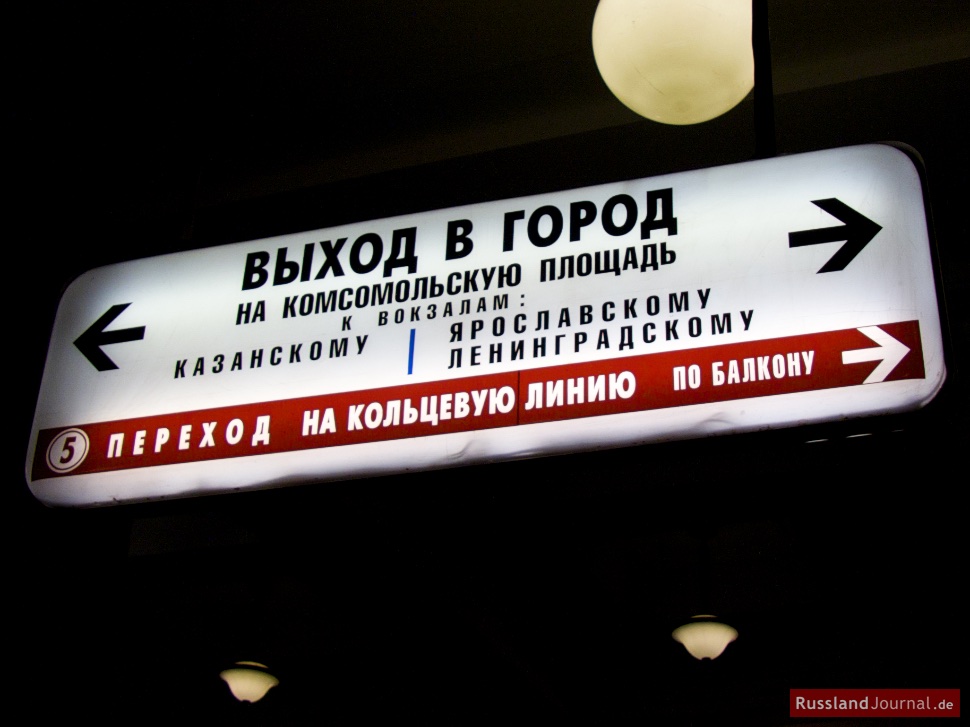 ВЫХОД В ГОРОД
НА КОМСОМОЛЬСКУЮ ПЛОЩАДЬ
К ВОКЗАЛАМ:
КАЗАНСКОМУ
ЯРОСЛАВСКОМУ
ЛЕНИНГРАДСКОМУ
5 ПЕРЕХОД НА КОЛЬЦЕВУЮ ЛИНИЮ ПО БАЛКОНУ
RusslandJournal.de